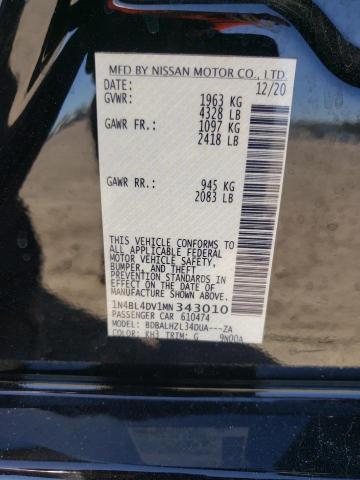 MFD BY NISSAN MOTOR CO., LTD.
DATE: 12/20
GVWR: 1963 KG
4328 LB
GAWR FR: 1097 KG
2418 LB
GAWR RR: 945 KG
2083 LB
THIS VEHICLE CONFORMS TO ALL
APPLICABLE FEDERAL MOTOR VEHICLE SAFETY,
BUMPER, AND THEFT PREVENTION STANDARDS IN
EFFECT ON THE DATE OF
MANUFACTURE SHOWN ABOVE.
1N4BL4DV1MN343010
PASSENGER CAR 610474
MODEL: BDBALHZL34DUA---ZA
COLOR: KH3 TRIM: G 9N00A